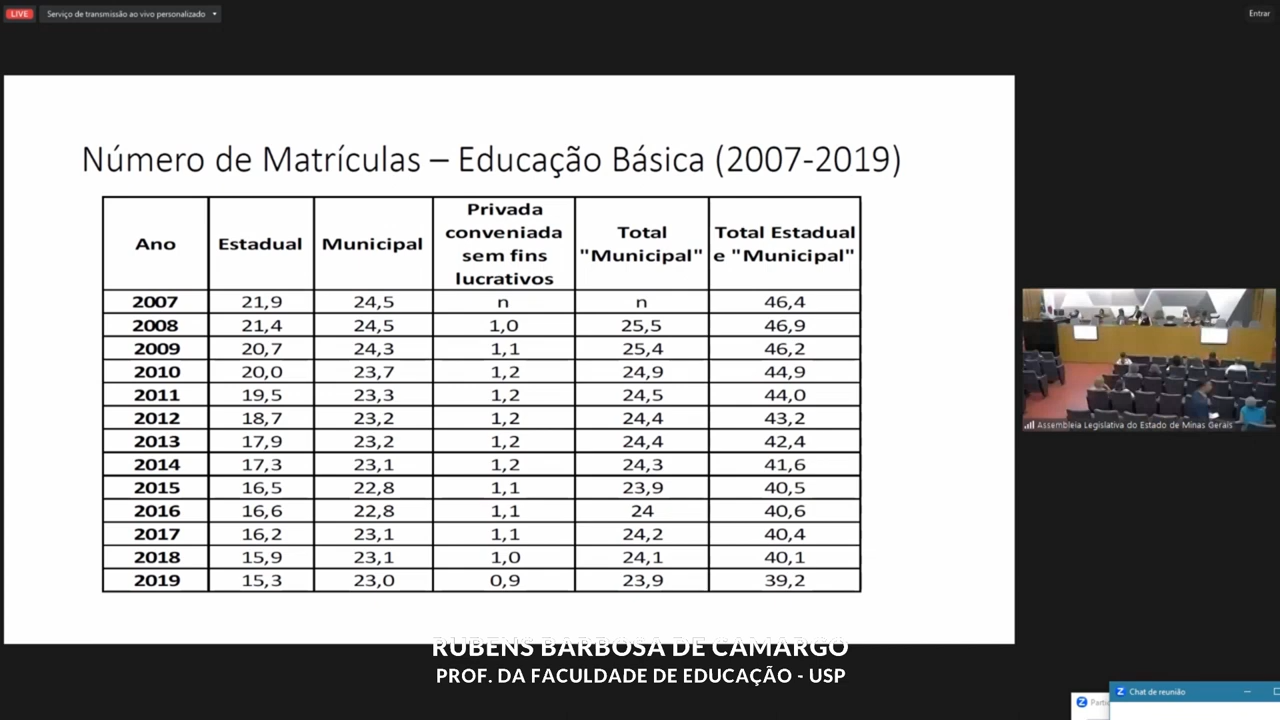 LIVE
Serviço de transmissão ao vivo personalizado
Entrar
Número de Matrículas – Educação Básica (2007-2019)
Ano Estadual Municipal Privada conveniada sem fins lucrativos Total "Municipal" Total Estadual e "Municipal"
2007 21,9 24,5 n n 46,4
2008 21,4 24,5 1,0 25,5 46,9
2009 20,7 24,3 1,1 25,4 46,2
2010 20,0 23,7 1,2 24,9 44,9
2011 19,5 23,3 1,2 24,5 44,0
2012 18,7 23,2 1,2 24,4 43,2
2013 17,9 23,2 1,2 24,4 42,4
2014 17,3 23,1 1,2 24,3 41,6
2015 16,5 22,8 1,1 23,9 40,5
2016 16,6 22,8 1,1 24 40,6
2017 16,2 23,1 1,1 24,2 40,4
2018 15,9 23,1 1,0 24,1 40,1
2019 15,3 23,0 0,9 23,9 39,2
Assembleia Legislativa do Estado de Minas Gerais
RUBENS BARBOSA DE CAMARGO
PROF. DA FACULDADE DE EDUCAÇÃO - USP
Chat de reunião